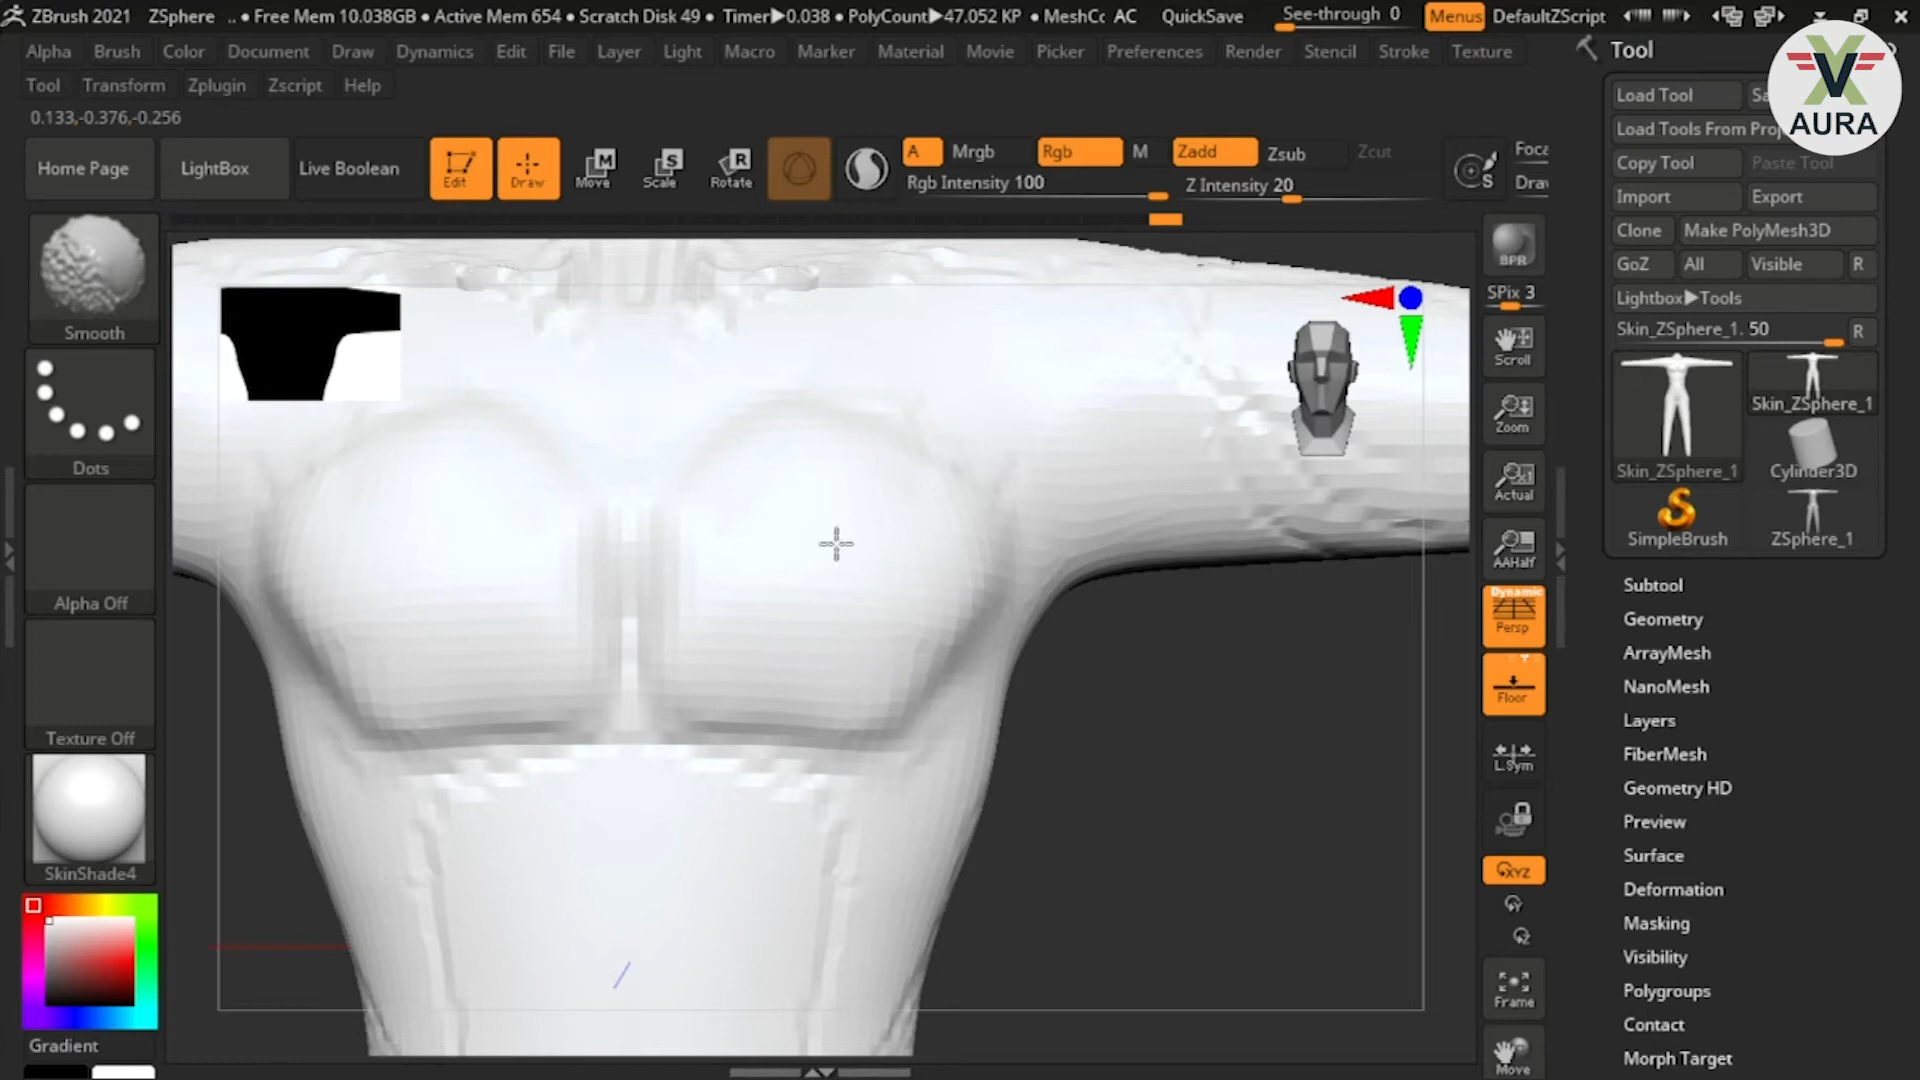 ZBrush 2021 ZSphere .. • Free Mem 10.038GB • Active Mem 654 • Scratch Disk 49 • Timer▶0.038 • PolyCount▶47.052 KP • MeshCc AC QuickSave See-through 0 Menus DefaultZScript
Alpha Brush Color Document Draw Dynamics Edit File Layer Light Macro Marker Material Movie Picker Preferences Render Stencil Stroke Texture
Tool Transform Zplugin Zscript Help
0.133,-0.376,-0.256
Home Page LightBox Live Boolean Edit Draw Move Scale Rotate
M S R
A Mrgb Rgb M Zadd Zsub Zcut
Rgb Intensity 100 Z Intensity 20
S
Foca
Drav
Smooth
Dots
Alpha Off
Texture Off
SkinShade4
Gradient
BPR
SPix 3
Scroll
Zoom
Actual
AAHalf
Dynamic
Persp
Floor
L.Sym
XYZ
Y
Z
Frame
Move
Tool
VX
AURA
Load Tool Sa
Load Tools From Proj
Copy Tool Paste Tool
Import Export
Clone Make PolyMesh3D
GoZ All Visible R
Lightbox▶Tools
Skin_ZSphere_1. 50 R
Skin_ZSphere_1
Skin_ZSphere_1 Cylinder3D
SimpleBrush ZSphere_1
Subtool
Geometry
ArrayMesh
NanoMesh
Layers
FiberMesh
Geometry HD
Preview
Surface
Deformation
Masking
Visibility
Polygroups
Contact
Morph Target